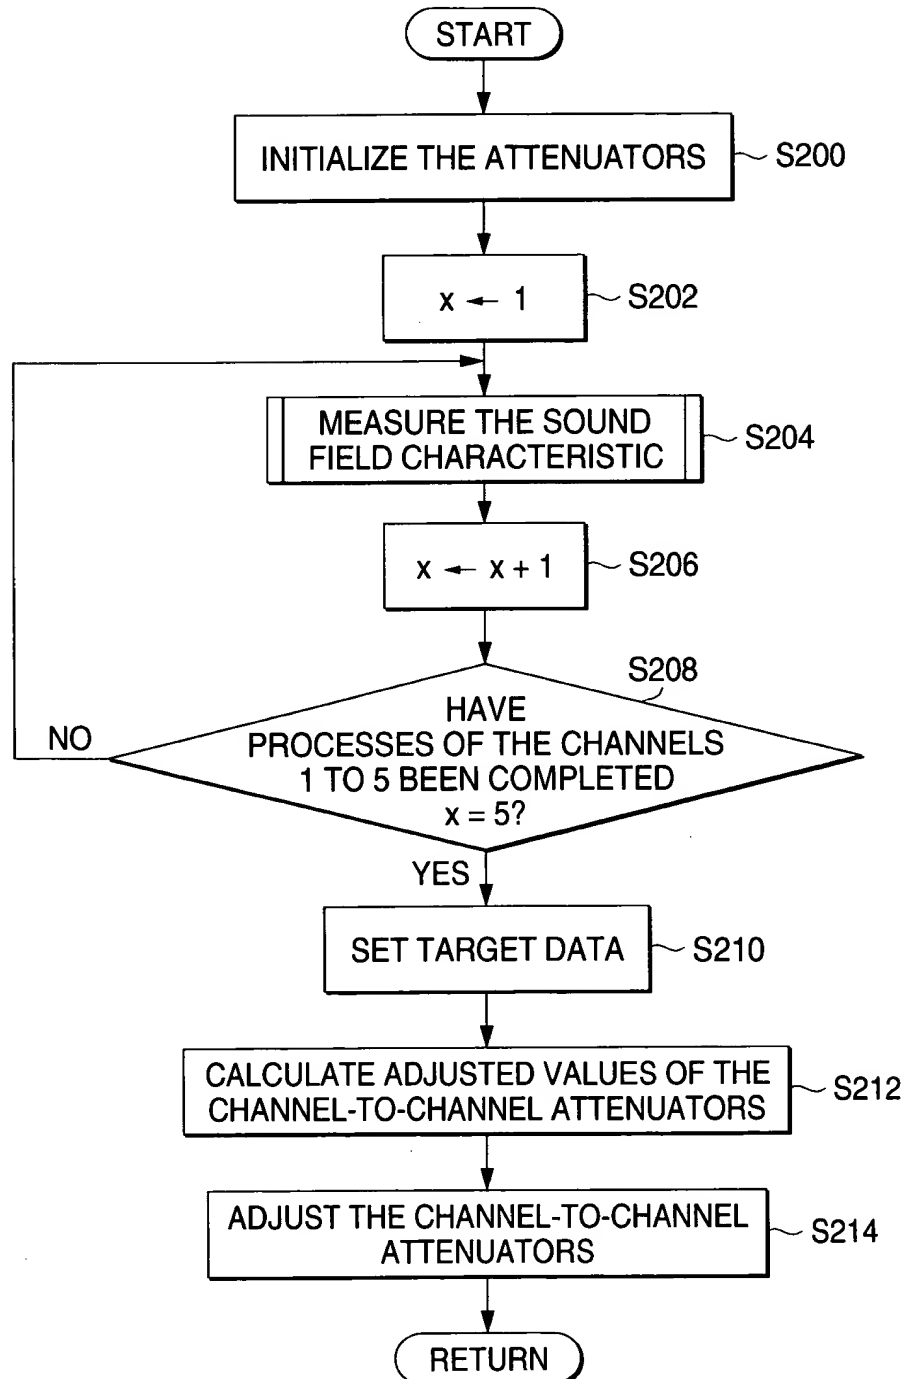 START
INITIALIZE THE ATTENUATORS
S200
x ← 1
S202
MEASURE THE SOUND
FIELD CHARACTERISTIC
S204
x ← x + 1
S206
S208
HAVE
PROCESSES OF THE CHANNELS
1 TO 5 BEEN COMPLETED
x = 5?
NO
YES
SET TARGET DATA
S210
CALCULATE ADJUSTED VALUES OF THE
CHANNEL-TO-CHANNEL ATTENUATORS
S212
ADJUST THE CHANNEL-TO-CHANNEL
ATTENUATORS
S214
RETURN